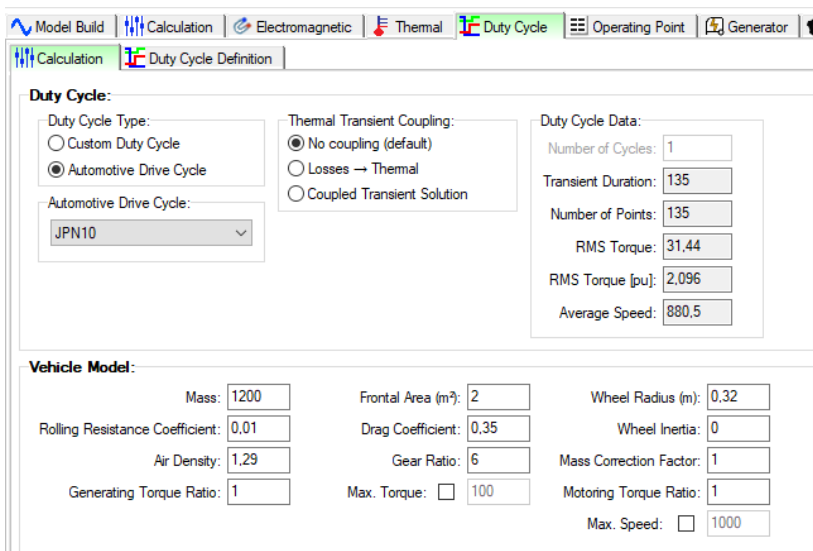 Model Build Calculation Electromagnetic Thermal Duty Cycle Operating Point Generator
Calculation Duty Cycle Definition
Duty Cycle:
Duty Cycle Type:
Custom Duty Cycle
Automotive Drive Cycle
Automotive Drive Cycle:
JPN10
Thermal Transient Coupling:
No coupling (default)
Losses → Thermal
Coupled Transient Solution
Duty Cycle Data:
Number of Cycles: 1
Transient Duration: 135
Number of Points: 135
RMS Torque: 31,44
RMS Torque [pu]: 2,096
Average Speed: 880,5
Vehicle Model:
Mass: 1200 Frontal Area (m²): 2 Wheel Radius (m): 0,32
Rolling Resistance Coefficient: 0,01 Drag Coefficient: 0,35 Wheel Inertia: 0
Air Density: 1,29 Gear Ratio: 6 Mass Correction Factor: 1
Generating Torque Ratio: 1 Max. Torque: 100 Motoring Torque Ratio: 1
Max. Speed: 1000